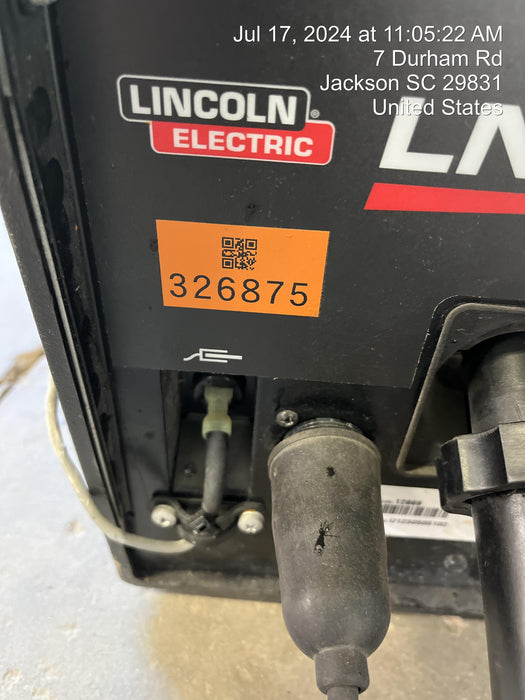 Jul 17, 2024 at 11:05:22 AM
7 Durham Rd
Jackson SC 29831
United States
LINCOLN
ELECTRIC
326875